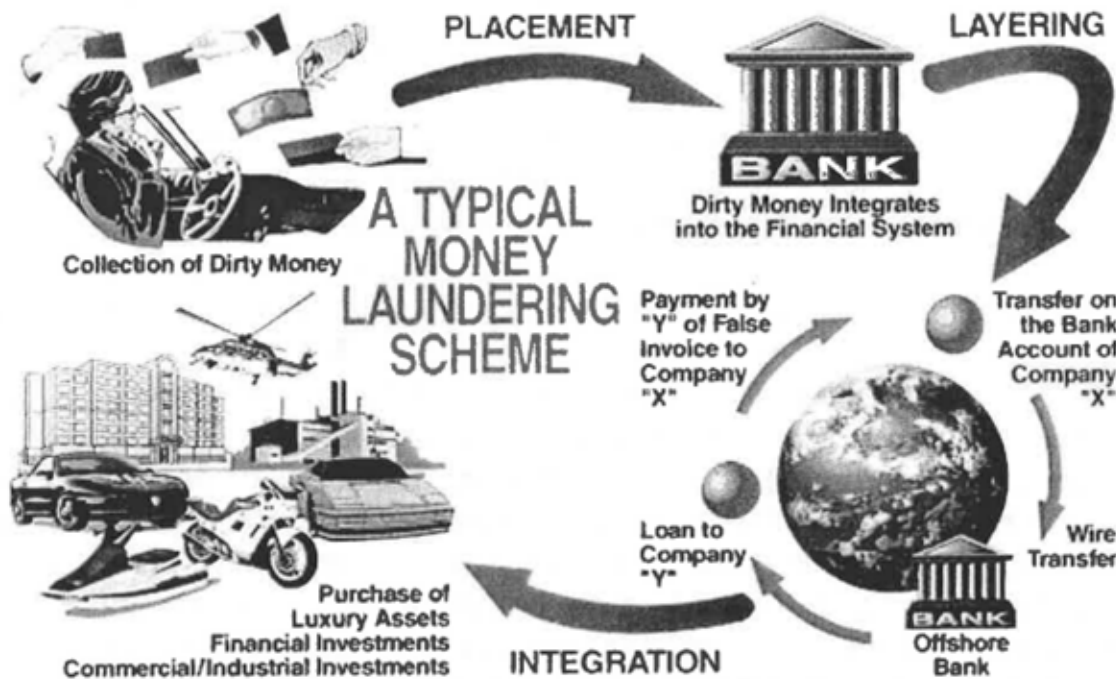 PLACEMENT
LAYERING
BANK
Dirty Money Integrates
into the Financial System
Collection of Dirty Money
A TYPICAL
MONEY
LAUNDERING
SCHEME
Payment by
"Y" of False
Invoice to
Company
"X"
Transfer on
the Bank
Account of
Company
"X"
Wire
Transfer
Loan to
Company
"Y"
BANK
Offshore
Bank
Purchase of
Luxury Assets
Financial Investments
Commercial/Industrial Investments
INTEGRATION